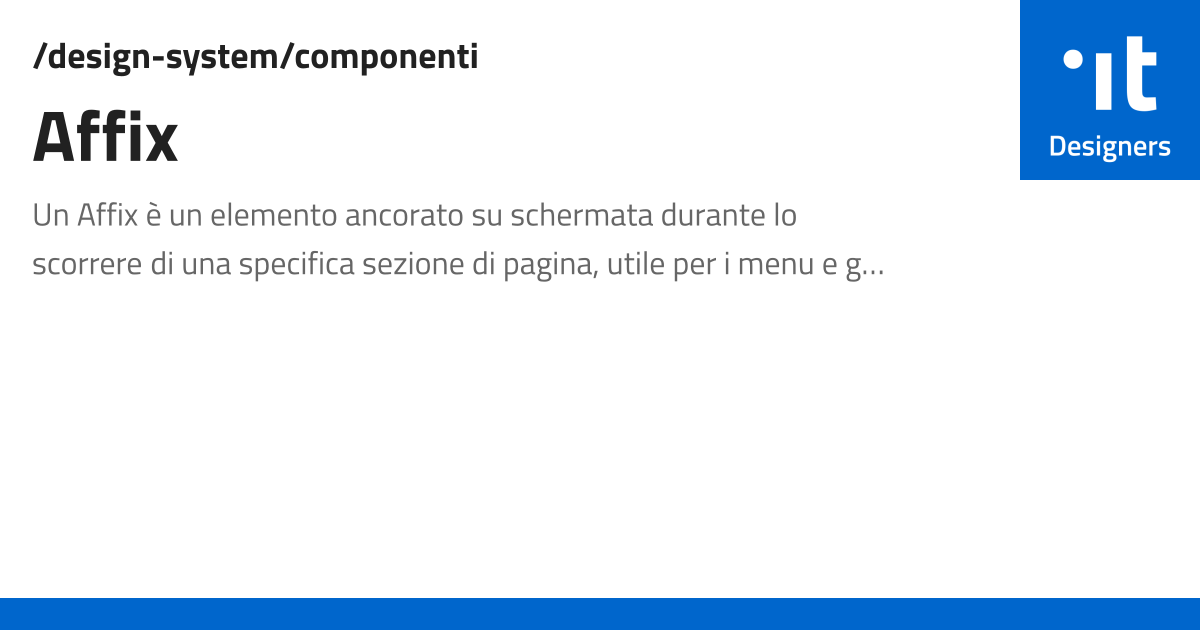 /design-system/componenti
Affix
Un Affix è un elemento ancorato su schermata durante lo
scorrere di una specifica sezione di pagina, utile per i menu e g...
it
Designers